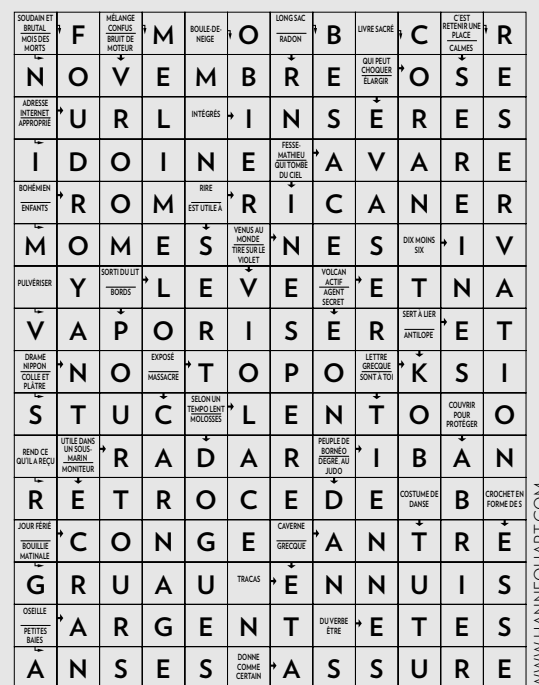 SOUDAIN ET BRUTAL MOIS DES MORTS F MÉLANGE CONFUS BRUIT DE MOTEUR M BOULE-DE-NEIGE O LONG SAC RADON B LIVRE SACRÉ C C'EST RETENIR UNE PLACE CALMES R
N O V E M B R E QUI PEUT CHOQUER ÉLARGIR O S E
ADRESSE INTERNET APPROPRIÉ U R L INTÉGRÉS I N S E R E S
I D O I N E FESSE-MATHIEU QUI TOMBE DU CIEL A V A R E
BOHÉMIEN ENFANTS R O M RIRE EST UTILE À R I C A N E R
M O M E S VENUS AU MONDE TIRE SUR LE VIOLET N E S DIX MOINS SIX I V
PULVÉRISER Y SORTI DU LIT BORDS L E V E VOLCAN ACTIF AGENT SECRET E T N A
V A P O R I S E R SERT À LIER ANTILOPE E T
DRAME NIPPON COLLE ET PLÂTRE N O EXPOSÉ MASSACRE T O P O LETTRE GRECQUE SONT À TOI K S I
S T U C SELON UN TEMPO LENT MOLOSSES L E N T O COUVRIR POUR PROTÉGER O
REND CE QU'IL A REÇU UTILE DANS UN SOUS-MARIN MONITEUR R A D A R PEUPLE DE BORNÉO DEGRÉ, AU JUDO I B A N
R E T R O C E D E COSTUME DE DANSE B CROCHET EN FORME DE S
JOUR FÉRIÉ BOUILLIE MATINALE C O N G E CAVERNE GRECQUE A N T R E
G R U A U TRACAS E N N U I S
OSEILLE PETITES BAIES A R G E N T DU VERBE ÊTRE E T E S
A N S E S DONNE COMME CERTAIN A S S U R E
WWW.HANNEQUART.COM